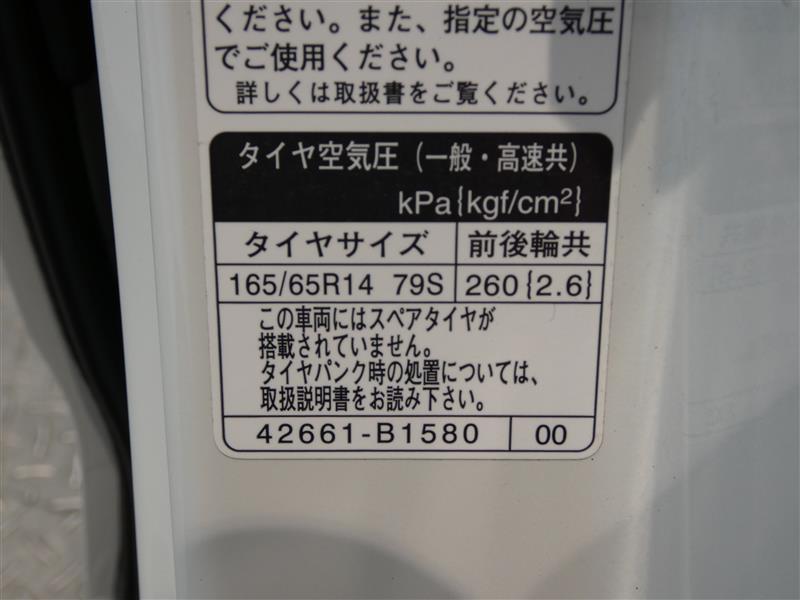 ください。また、指定の空気圧
でご使用ください。
詳しくは取扱書をご覧ください。
タイヤ空気圧（一般・高速共）
kPa{kgf/cm²}
タイヤサイズ 前後輪共
165/65R14 79S 260{2.6}
この車両にはスペアタイヤが
搭載されていません。
タイヤパンク時の処置については、
取扱説明書をお読み下さい。
42661-B1580 00